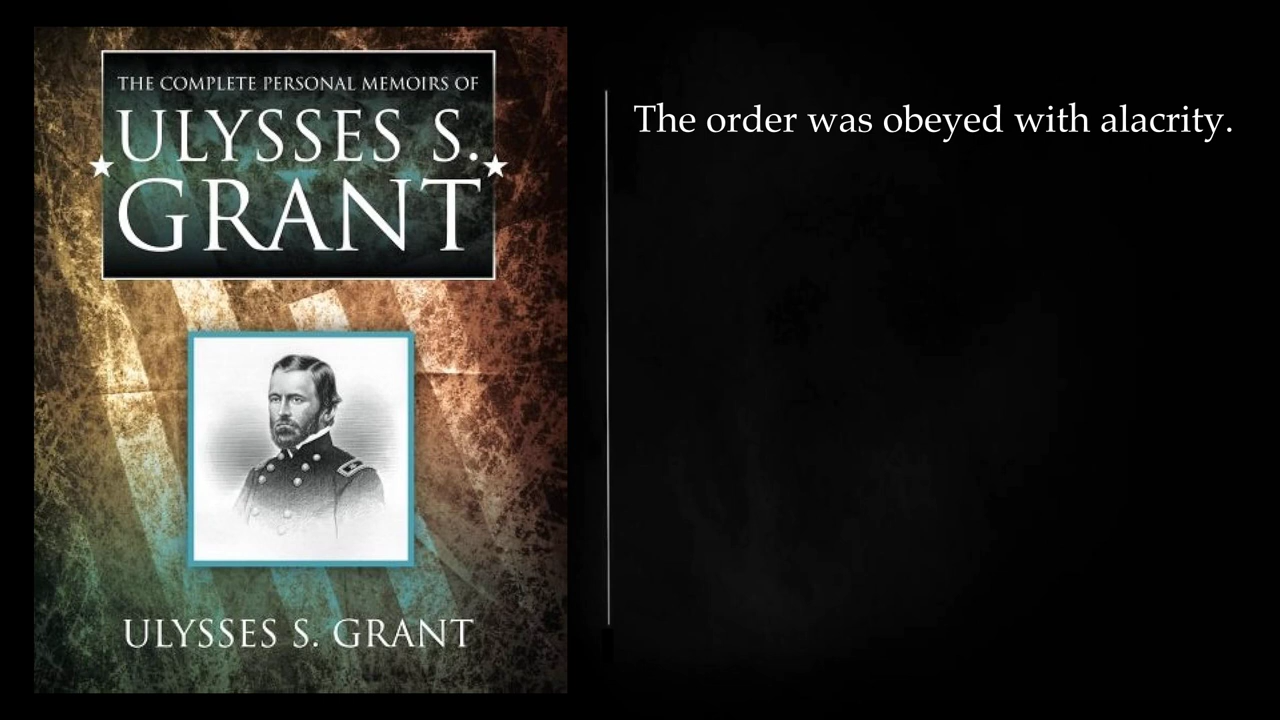 THE COMPLETE PERSONAL MEMOIRS OF
ULYSSES S.
GRANT
ULYSSES S. GRANT
The order was obeyed with alacrity.